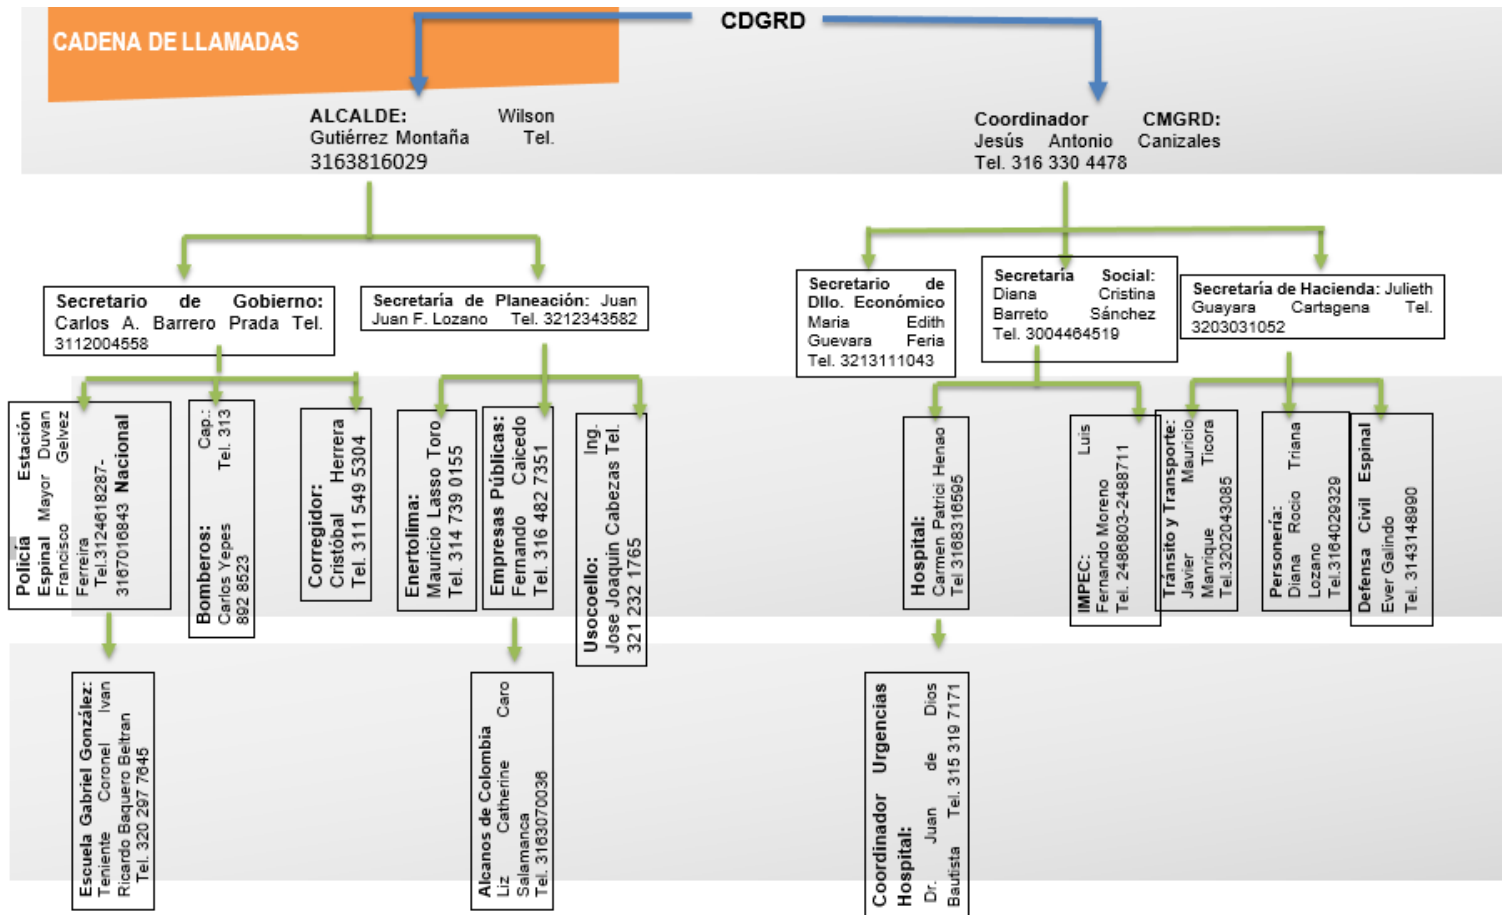 CDGRD
CADENA DE LLAMADAS
ALCALDE: Wilson
Gutiérrez Montaña Tel.
3163816029
Coordinador CMGRD:
Jesús Antonio Canizales
Tel. 316 330 4478
Secretario de Gobierno:
Carlos A. Barrero Prada Tel.
3112004558
Secretaría de Planeación: Juan
Juan F. Lozano Tel. 3212343582
Secretario de
Dllo. Económico
Maria Edith
Guevara Feria
Tel. 3213111043
Secretaría Social:
Diana Cristina
Barreto Sánchez
Tel. 3004464519
Secretaría de Hacienda: Julieth
Guayara Cartagena Tel.
3203031052
Policía Estación
Espinal Mayor Duvan
Francisco Gelvez
Ferreira
Tel.3124618287-
3167016843 Nacional
Bomberos: Cap.:
Carlos Yepes Tel. 313
892 8523
Corregidor:
Cristóbal Herrera
Tel. 311 549 5304
Enertolima:
Mauricio Lasso Toro
Tel. 314 739 0155
Empresas Públicas:
Fernando Caicedo
Tel. 316 482 7351
Usocoello: Ing.
Jose Joaquin Cabezas Tel.
321 232 1765
Hospital:
Carmen Patrici Henao
Tel 3168316595
IMPEC: Luis
Fernando Moreno
Tel. 2486803-2488711
Tránsito y Transporte:
Javier Mauricio
Manrique Ticora
Tel.3202043085
Personería:
Diana Rocio Triana
Lozano
Tel.3164029329
Defensa Civil Espinal
Ever Galindo
Tel. 3143148990
Escuela Gabriel González:
Teniente Coronel Ivan
Ricardo Baquero Beltran
Tel. 320 297 7645
Alcanos de Colombia
Liz Catherine Caro
Salamanca
Tel. 3163070036
Coordinador Urgencias
Hospital:
Dr. Juan de Dios
Bautista Tel. 315 319 7171